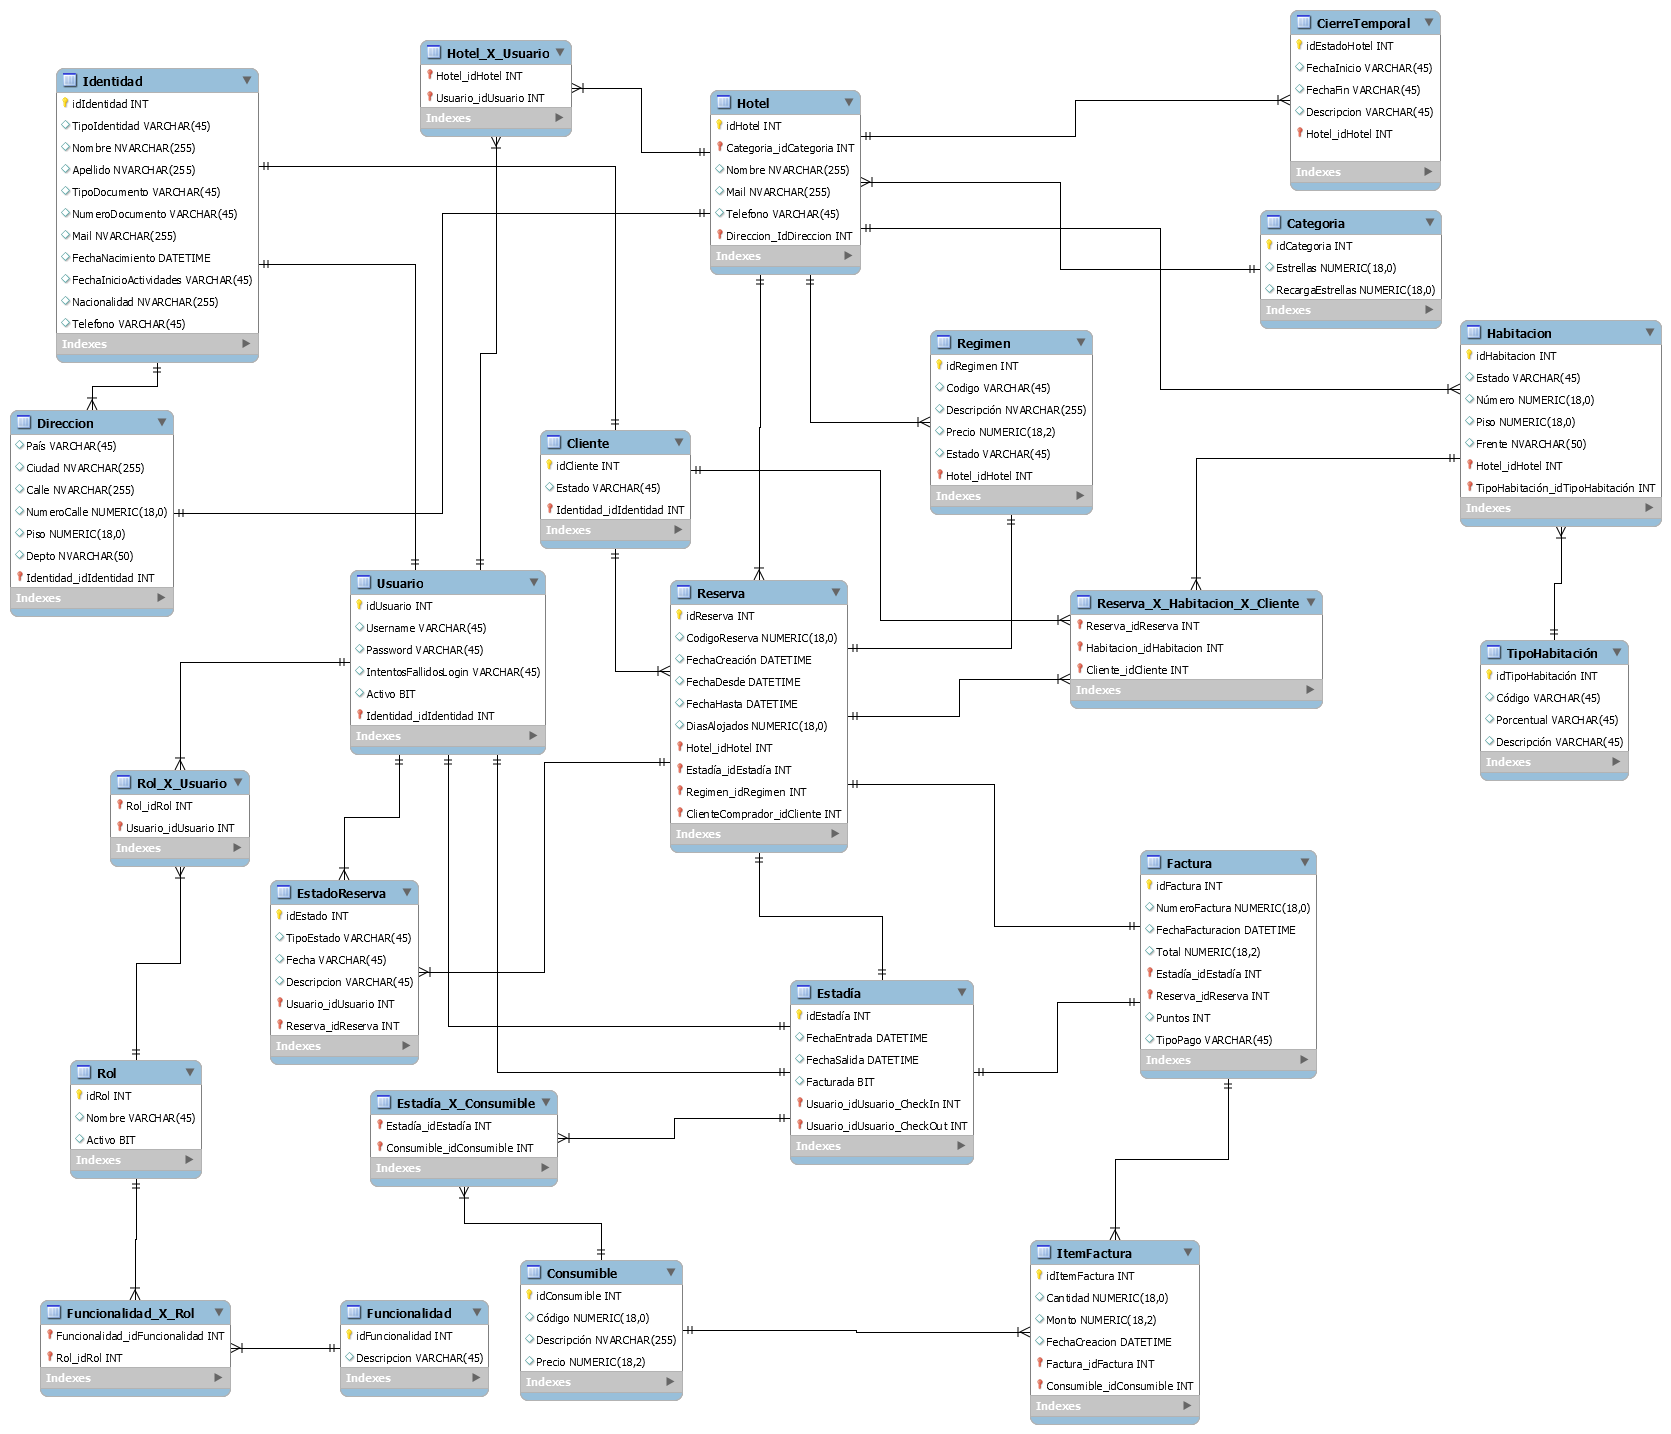 Identidad
idIdentidad INT
TipoIdentidad VARCHAR(45)
Nombre NVARCHAR(255)
Apellido NVARCHAR(255)
TipoDocumento VARCHAR(45)
NumeroDocumento VARCHAR(45)
Mail NVARCHAR(255)
FechaNacimiento DATETIME
FechaInicioActividades VARCHAR(45)
Nacionalidad NVARCHAR(255)
Telefono VARCHAR(45)
Indexes
Hotel_X_Usuario
Hotel_idHotel INT
Usuario_idUsuario INT
Indexes
Hotel
idHotel INT
Categoria_idCategoria INT
Nombre NVARCHAR(255)
Mail NVARCHAR(255)
Telefono VARCHAR(45)
Direccion_IdDireccion INT
Indexes
CierreTemporal
idEstadoHotel INT
FechaInicio VARCHAR(45)
FechaFin VARCHAR(45)
Descripcion VARCHAR(45)
Hotel_idHotel INT
Indexes
Categoria
idCategoria INT
Estrellas NUMERIC(18,0)
RecargaEstrellas NUMERIC(18,0)
Indexes
Habitacion
idHabitacion INT
Estado VARCHAR(45)
Número NUMERIC(18,0)
Piso NUMERIC(18,0)
Frente NVARCHAR(50)
Hotel_idHotel INT
TipoHabitación_idTipoHabitación INT
Indexes
Regimen
idRegimen INT
Codigo VARCHAR(45)
Descripción NVARCHAR(255)
Precio NUMERIC(18,2)
Estado VARCHAR(45)
Hotel_idHotel INT
Indexes
Direccion
País VARCHAR(45)
Ciudad NVARCHAR(255)
Calle NVARCHAR(255)
NumeroCalle NUMERIC(18,0)
Piso NUMERIC(18,0)
Depto NVARCHAR(50)
Identidad_idIdentidad INT
Indexes
Cliente
idCliente INT
Estado VARCHAR(45)
Identidad_idIdentidad INT
Indexes
Usuario
idUsuario INT
Username VARCHAR(45)
Password VARCHAR(45)
IntentosFallidosLogin VARCHAR(45)
Activo BIT
Identidad_idIdentidad INT
Indexes
Reserva
idReserva INT
CodigoReserva NUMERIC(18,0)
FechaCreación DATETIME
FechaDesde DATETIME
FechaHasta DATETIME
DiasAlojados NUMERIC(18,0)
Hotel_idHotel INT
Estadía_idEstadía INT
Regimen_idRegimen INT
ClienteComprador_idCliente INT
Indexes
Reserva_X_Habitacion_X_Cliente
Reserva_idReserva INT
Habitacion_idHabitacion INT
Cliente_idCliente INT
Indexes
TipoHabitación
idTipoHabitación INT
Código VARCHAR(45)
Porcentual VARCHAR(45)
Descripción VARCHAR(45)
Indexes
Rol_X_Usuario
Rol_idRol INT
Usuario_idUsuario INT
Indexes
EstadoReserva
idEstado INT
TipoEstado VARCHAR(45)
Fecha VARCHAR(45)
Descripcion VARCHAR(45)
Usuario_idUsuario INT
Reserva_idReserva INT
Indexes
Factura
idFactura INT
NumeroFactura NUMERIC(18,0)
FechaFacturacion DATETIME
Total NUMERIC(18,2)
Estadía_idEstadía INT
Reserva_idReserva INT
Puntos INT
TipoPago VARCHAR(45)
Indexes
Estadía
idEstadía INT
FechaEntrada DATETIME
FechaSalida DATETIME
Facturada BIT
Usuario_idUsuario_CheckIn INT
Usuario_idUsuario_CheckOut INT
Indexes
Rol
idRol INT
Nombre VARCHAR(45)
Activo BIT
Indexes
Estadía_X_Consumible
Estadía_idEstadía INT
Consumible_idConsumible INT
Indexes
Consumible
idConsumible INT
Código NUMERIC(18,0)
Descripción NVARCHAR(255)
Precio NUMERIC(18,2)
Indexes
ItemFactura
idItemFactura INT
Cantidad NUMERIC(18,0)
Monto NUMERIC(18,2)
FechaCreacion DATETIME
Factura_idFactura INT
Consumible_idConsumible INT
Indexes
Funcionalidad_X_Rol
Funcionalidad_idFuncionalidad INT
Rol_idRol INT
Indexes
Funcionalidad
idFuncionalidad INT
Descripcion VARCHAR(45)
Indexes